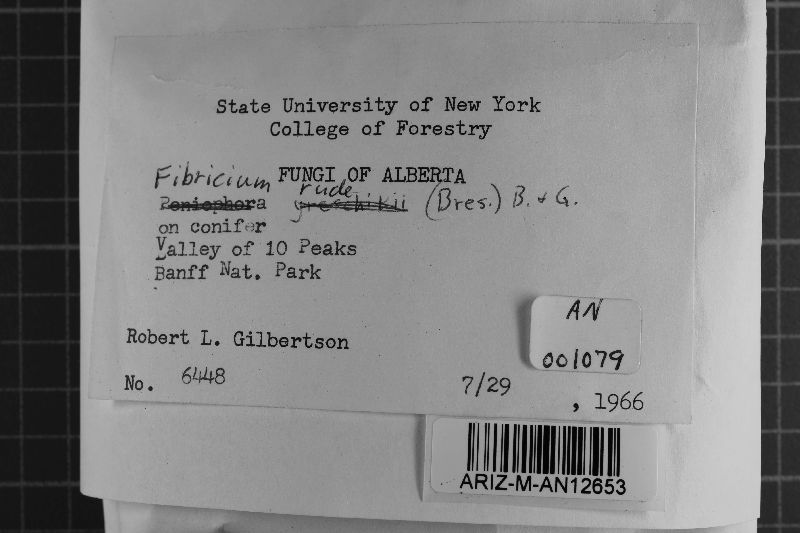 State University of New York
College of Forestry
FUNGI OF ALBERTA
Fibricium rude (Bres.) B. & G.
Peniophora greschikii
on conifer
Valley of 10 Peaks
Banff Nat. Park
Robert L. Gilbertson
No. 6448 7/29 , 1966
AN
001079
ARIZ-M-AN12653